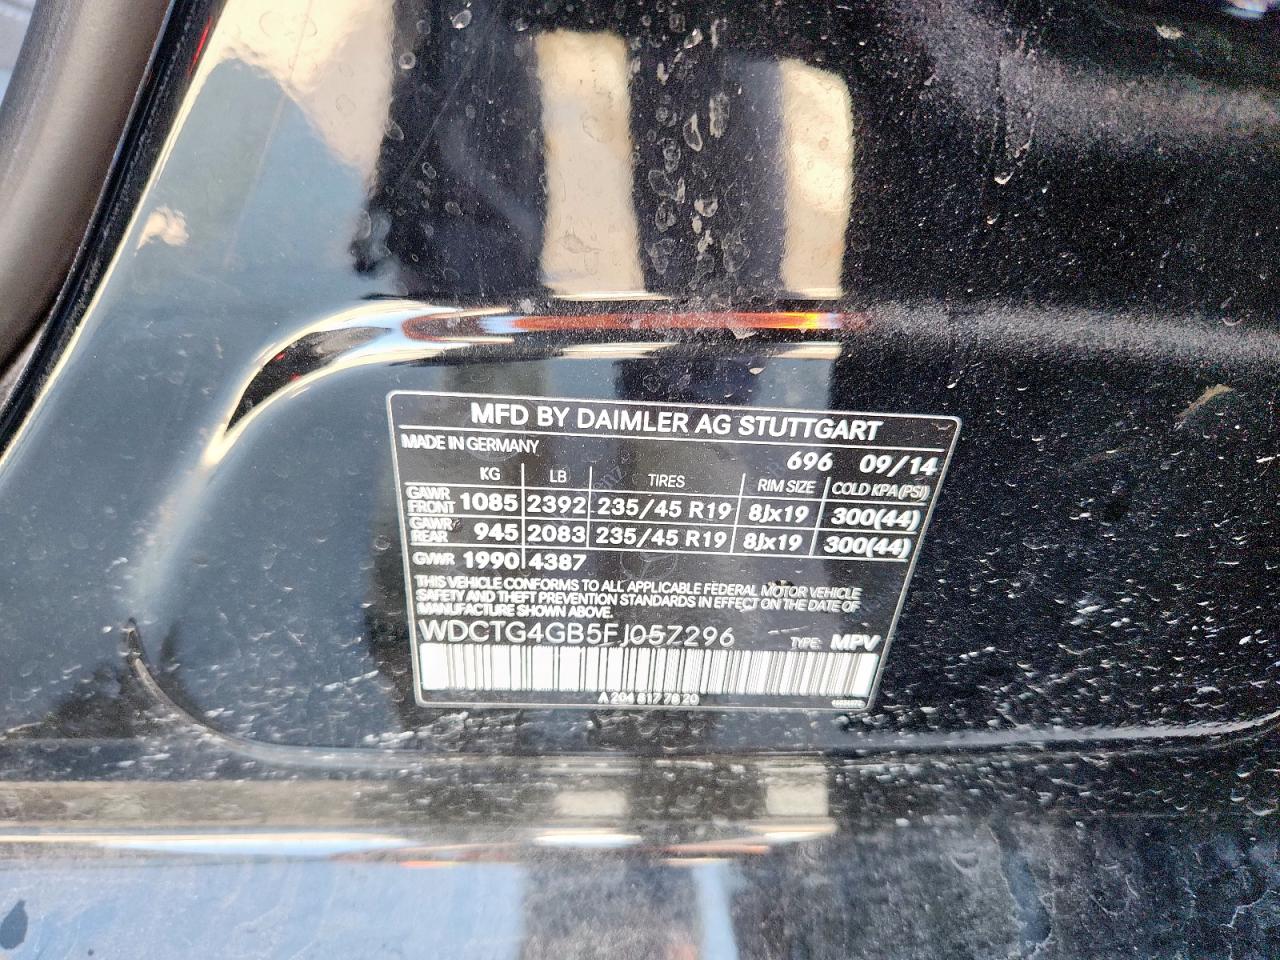 MFD BY DAIMLER AG STUTTGART
MADE IN GERMANY 696 09/14
KG LB TIRES RIM SIZE COLD KPA(PSI)
GAWR FRONT 1085 2392 235/45 R19 8Jx19 300(44)
GAWR REAR 945 2083 235/45 R19 8Jx19 300(44)
GVWR 1990 4387
THIS VEHICLE CONFORMS TO ALL APPLICABLE FEDERAL MOTOR VEHICLE
SAFETY AND THEFT PREVENTION STANDARDS IN EFFECT ON THE DATE OF
MANUFACTURE SHOWN ABOVE.
WDCTG4GB5FJ057296 TYPE: MPV
A 204 817 78 20